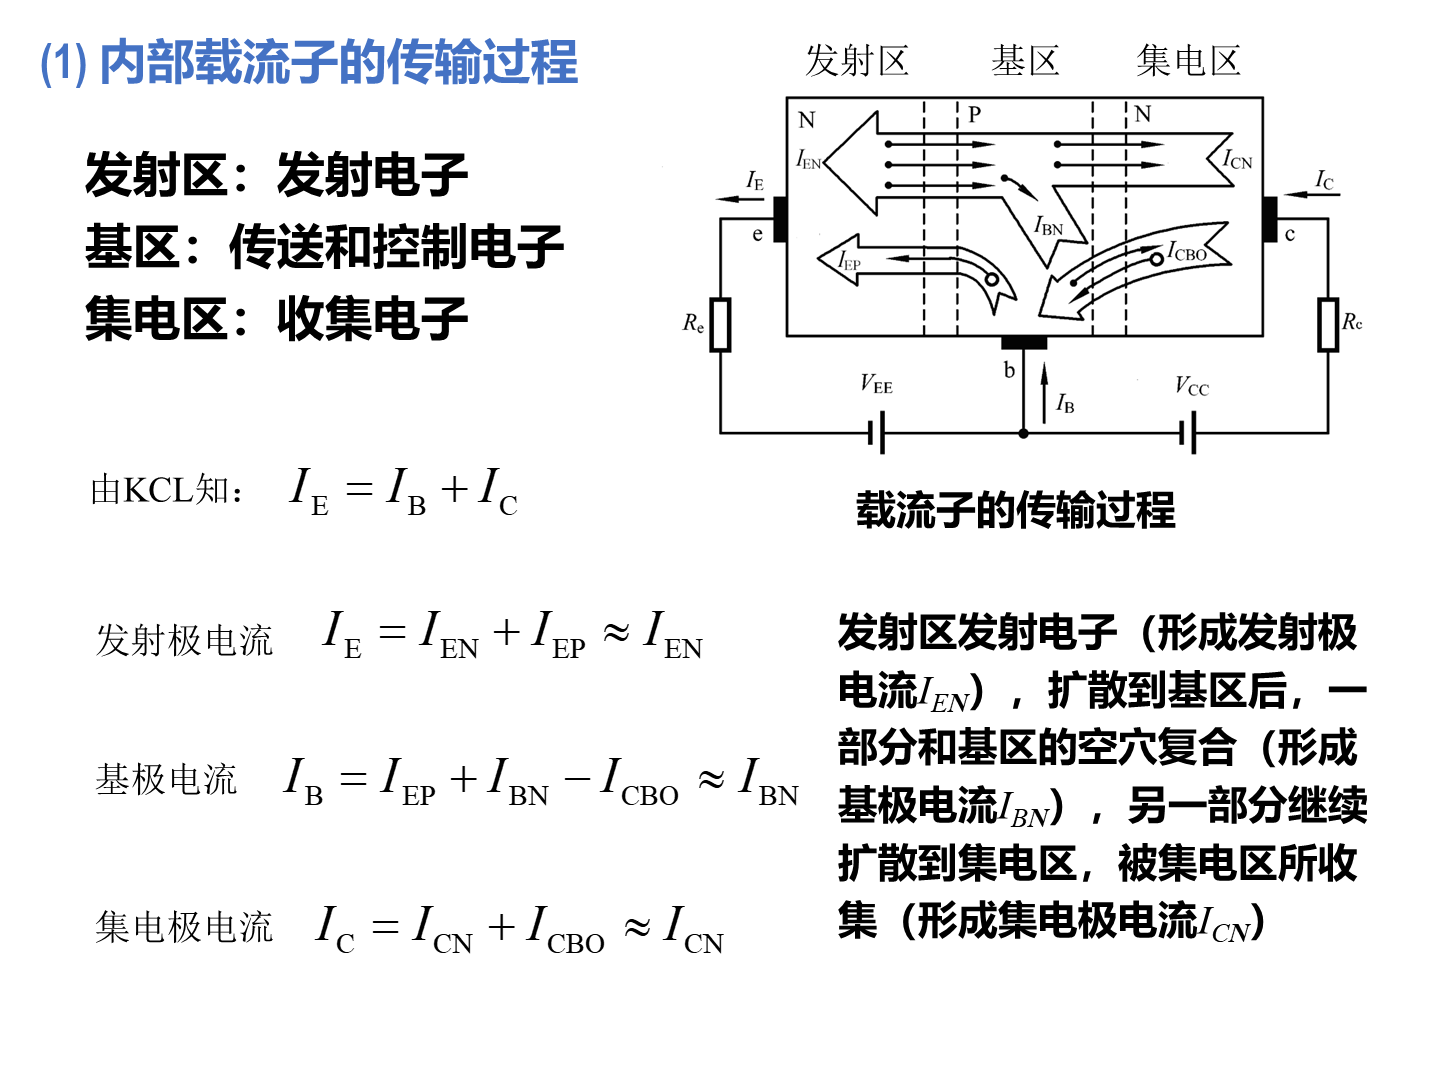 (1) 内部载流子的传输过程
发射区：发射电子
基区：传送和控制电子
集电区：收集电子
发射区 基区 集电区
N P N
I_EN I_CN
I_E I_C
I_BN
e c
I_EP I_CBO
R_e R_c
b
V_EE V_CC
I_B
载流子的传输过程
由KCL知： I_E = I_B + I_C
发射极电流 I_E = I_EN + I_EP ≈ I_EN
基极电流 I_B = I_EP + I_BN − I_CBO ≈ I_BN
集电极电流 I_C = I_CN + I_CBO ≈ I_CN
发射区发射电子（形成发射极
电流I_EN），扩散到基区后，一
部分和基区的空穴复合（形成
基极电流I_BN），另一部分继续
扩散到集电区，被集电区所收
集（形成集电极电流I_CN）